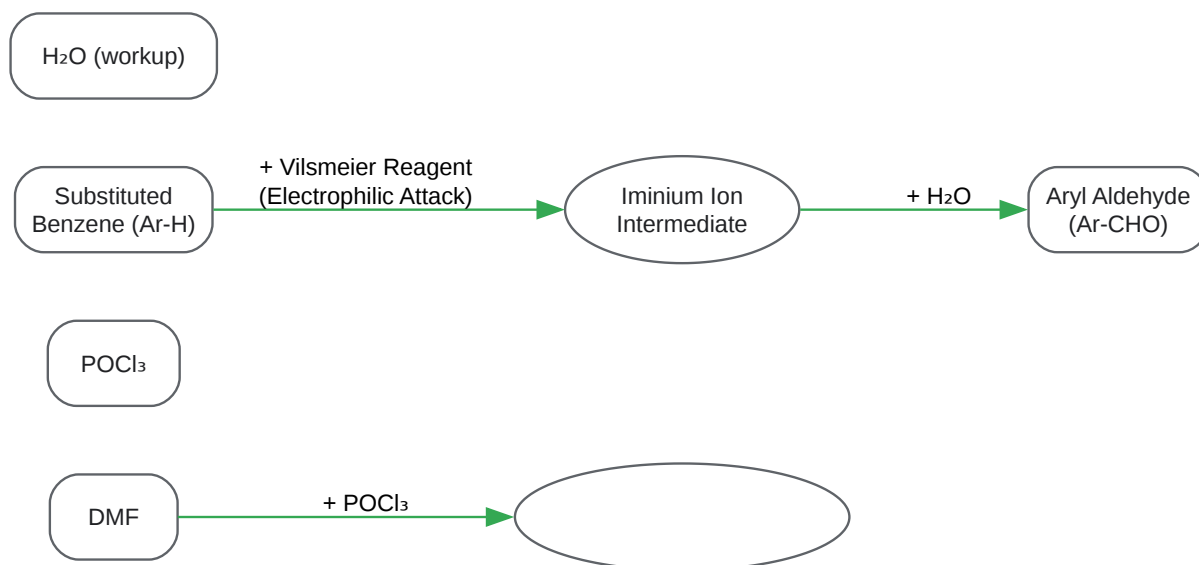 H₂O (workup)
+ Vilsmeier Reagent
(Electrophilic Attack)
Substituted
Benzene (Ar-H)
Iminium Ion
Intermediate
+ H₂O
Aryl Aldehyde
(Ar-CHO)
POCl₃
DMF
+ POCl₃